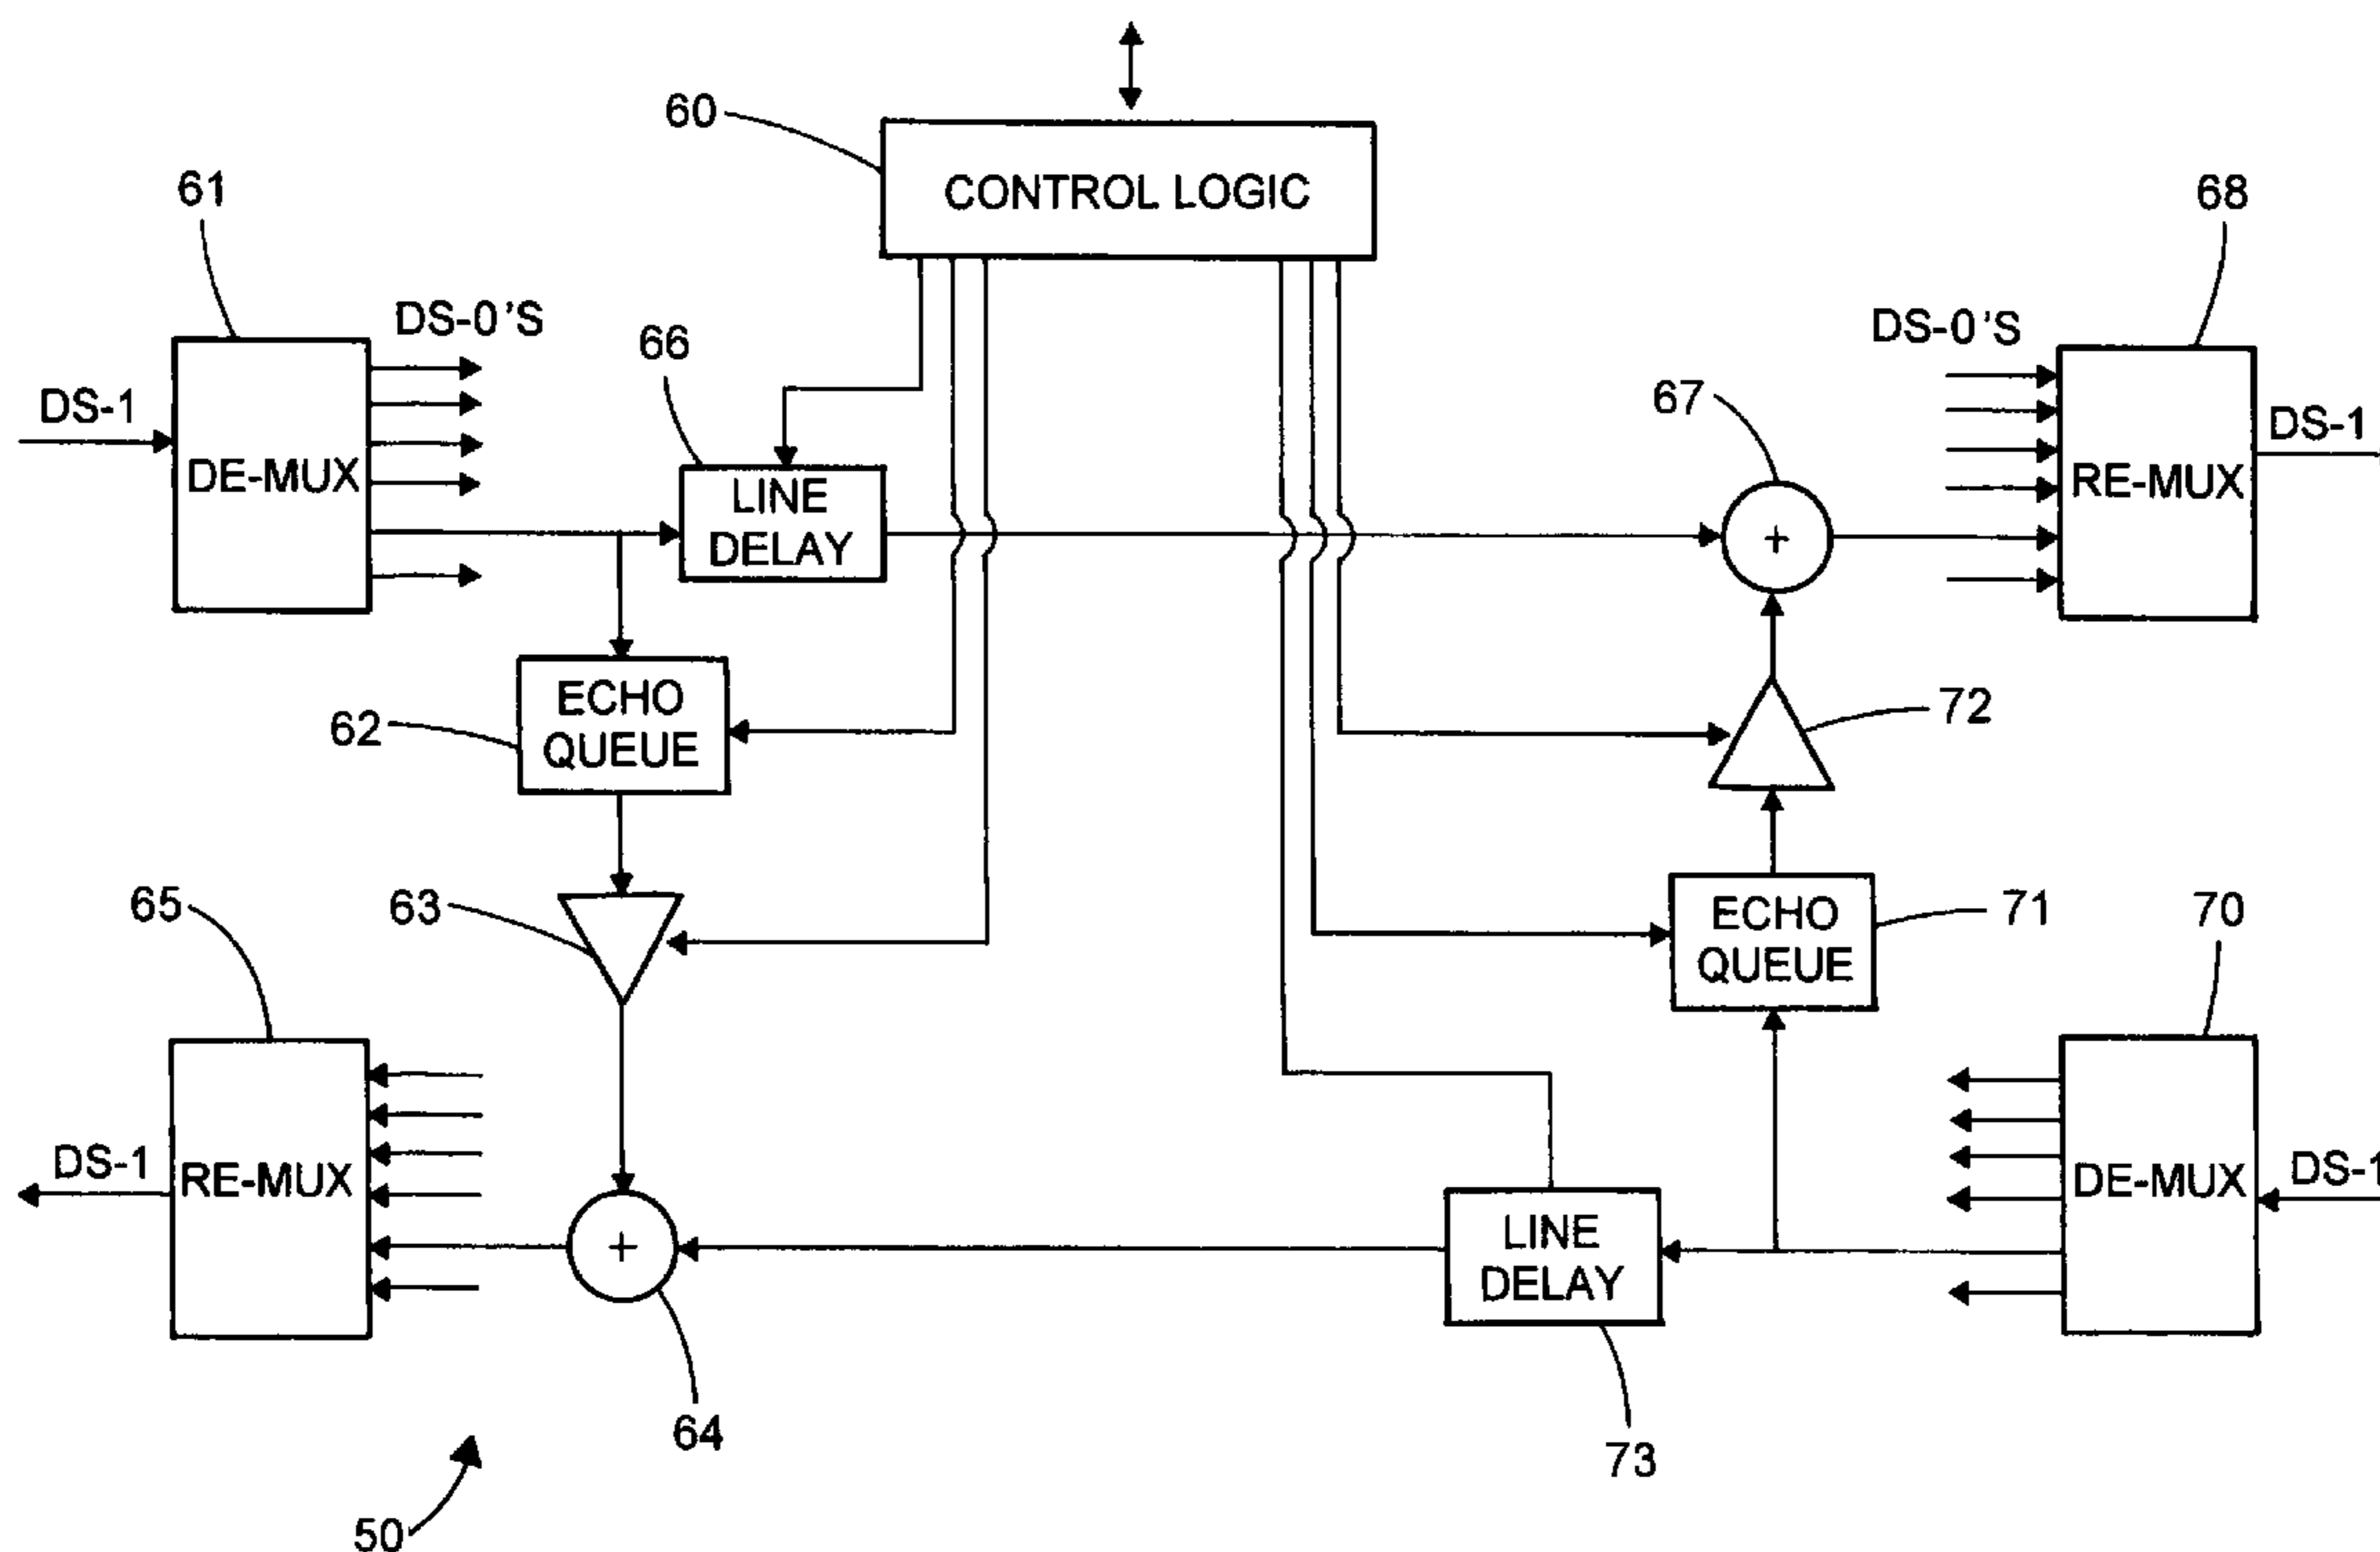 60
CONTROL LOGIC
61
68
DS-0'S
DS-0'S
66
67
DS-1
DS-1
DE-MUX
LINE
DELAY
+
RE-MUX
62
ECHO
QUEUE
72
65
63
ECHO
QUEUE
71
70
DS-1
RE-MUX
+
LINE
DELAY
DE-MUX
DS-1
64
73
50